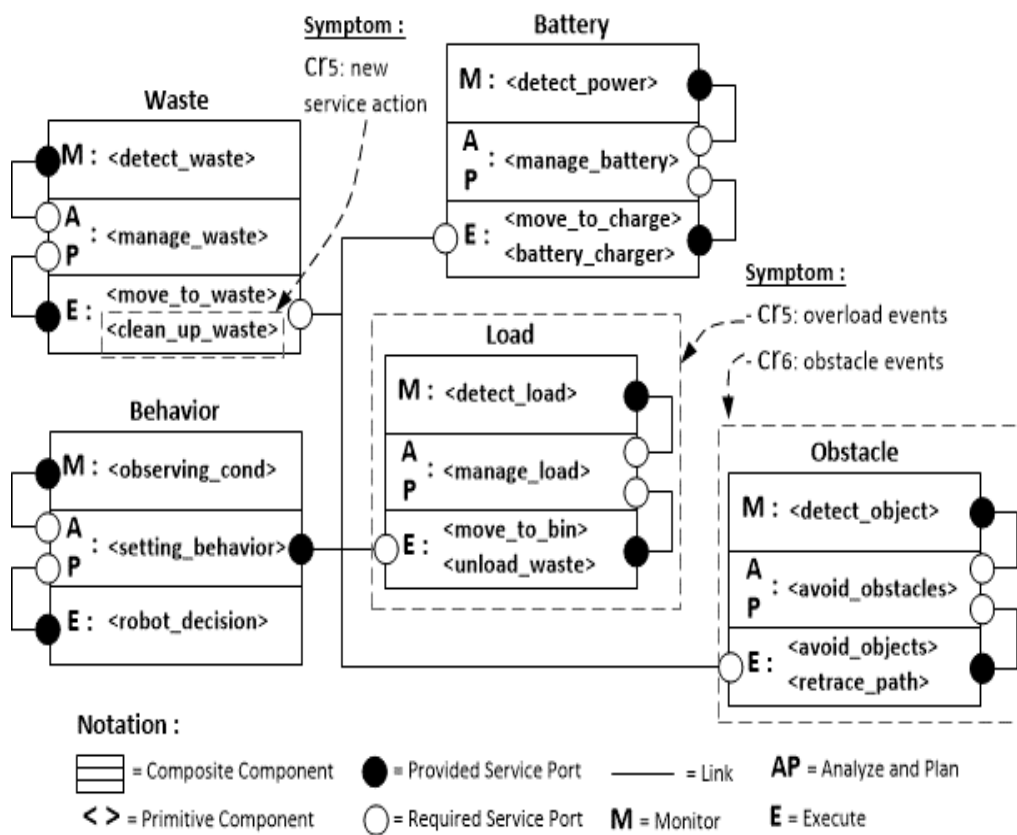 Symptom :
cr5: new
service action
Battery
M : <detect_power>
A
P
: <manage_battery>
E : <move_to_charge>
<battery_charger>
Waste
M : <detect_waste>
A
P
: <manage_waste>
E : <move_to_waste>
<clean_up_waste>
Symptom :
- cr5: overload events
- cr6: obstacle events
Load
M : <detect_load>
A
P
: <manage_load>
E : <move_to_bin>
<unload_waste>
Behavior
M : <observing_cond>
A
P
: <setting_behavior>
E : <robot_decision>
Obstacle
M : <detect_object>
A
P
: <avoid_obstacles>
E : <avoid_objects>
<retrace_path>
Notation :
= Composite Component
= Provided Service Port
= Link
AP = Analyze and Plan
< > = Primitive Component
= Required Service Port
M = Monitor
E = Execute